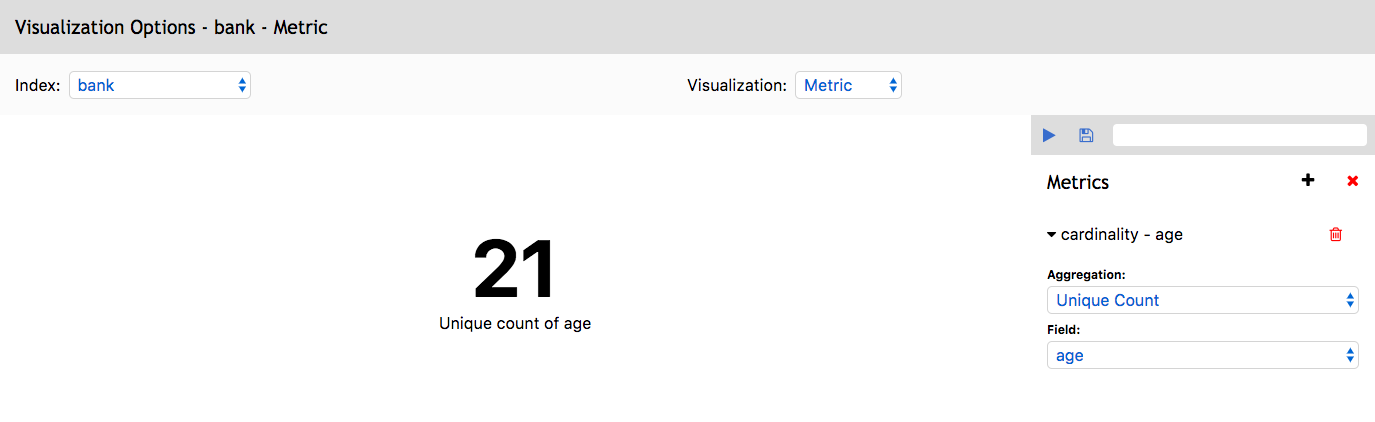 Visualization Options - bank - Metric
Index: bank Visualization: Metric
Metrics
cardinality - age
21
Unique count of age
Aggregation:
Unique Count
Field:
age